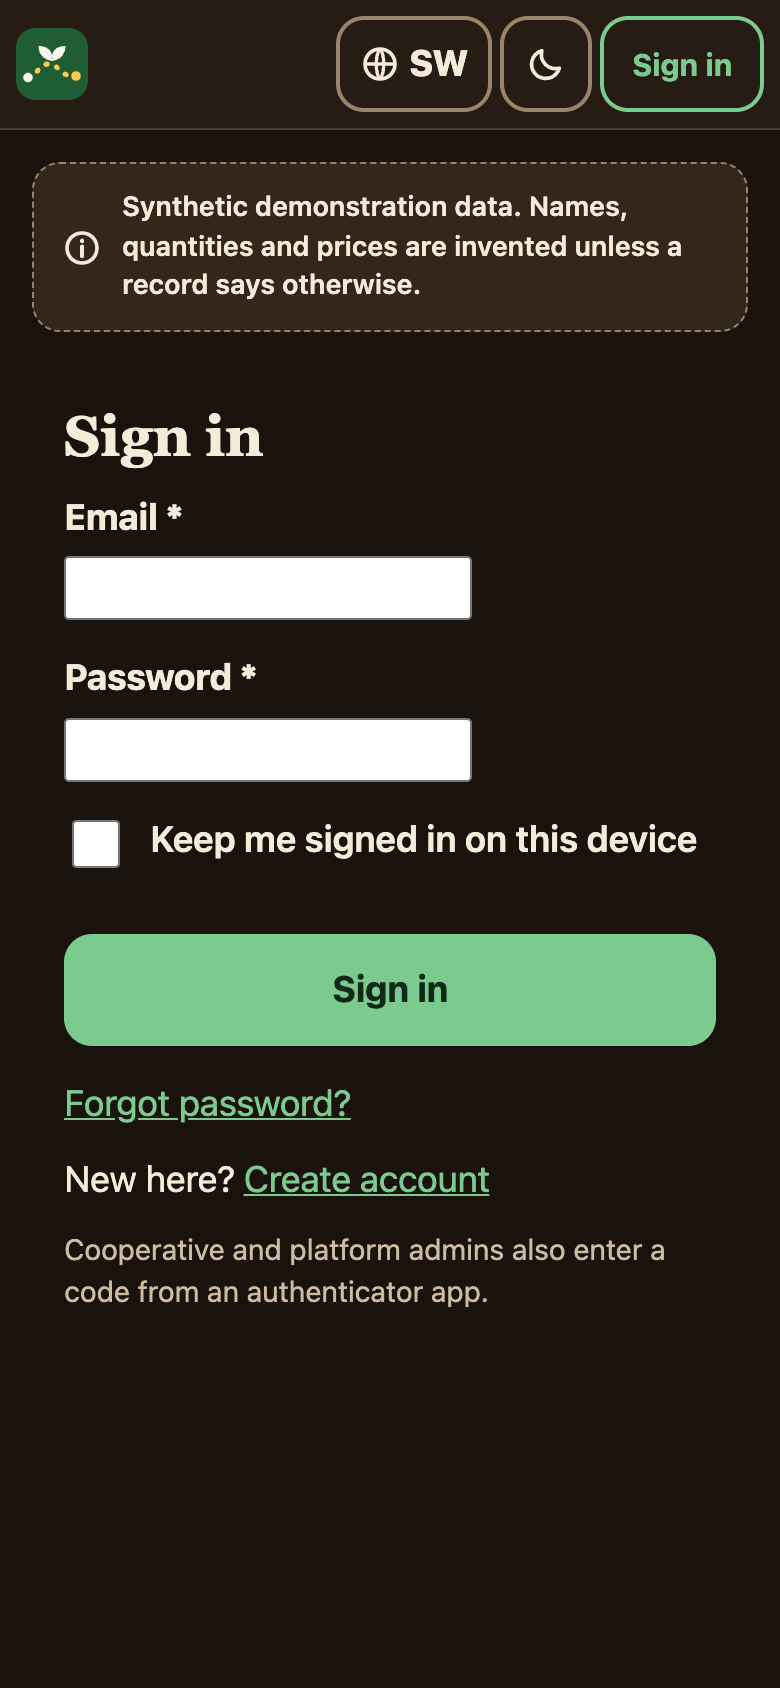 SW
Sign in
Synthetic demonstration data. Names,
quantities and prices are invented unless a
record says otherwise.
Sign in
Email *
Password *
Keep me signed in on this device
Sign in
Forgot password?
New here? Create account
Cooperative and platform admins also enter a
code from an authenticator app.